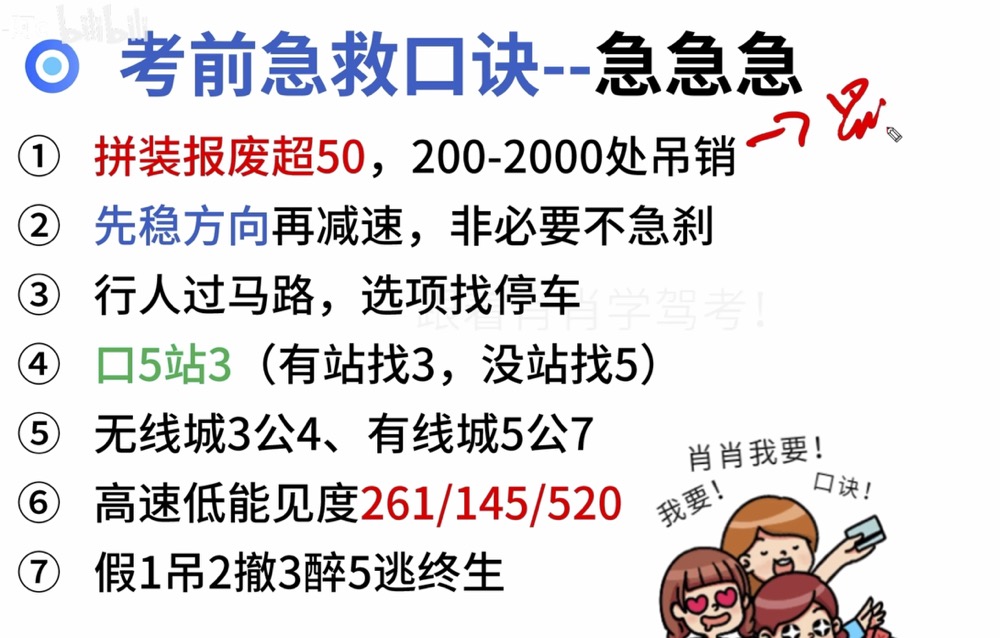 bilibili
考前急救口诀--急急急
① 拼装报废超50，200-2000处吊销
② 先稳方向再减速，非必要不急刹
③ 行人过马路，选项找停车
跟着肖肖学驾考！
④ 口5站3（有站找3，没站找5）
⑤ 无线城3公4、有线城5公7
⑥ 高速低能见度261/145/520
⑦ 假1吊2撤3醉5逃终生
肖肖我要！
我要！
口诀！